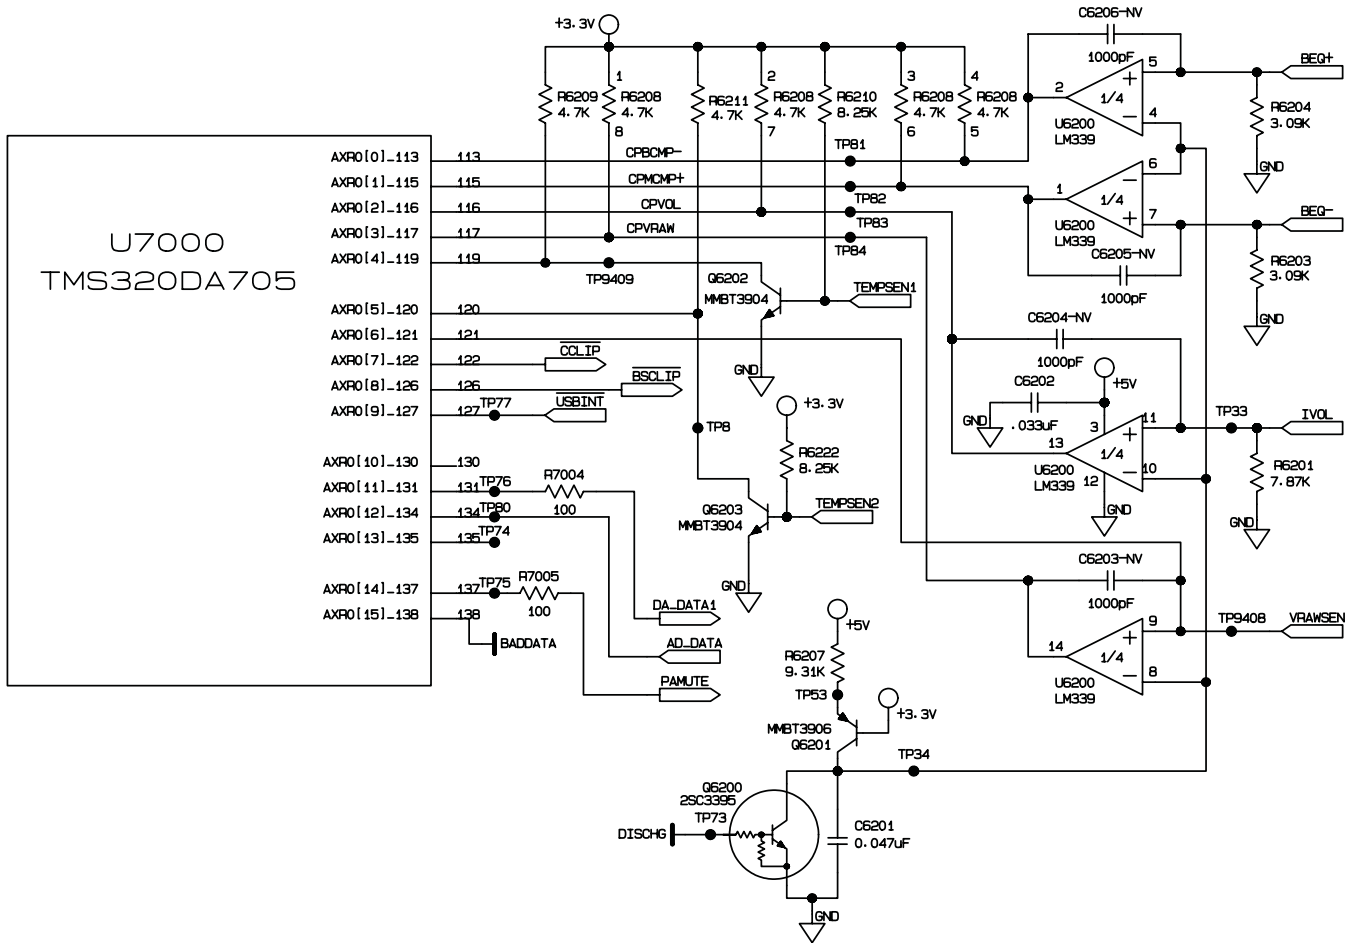 C6206-NV
1000pF
+3.3V
1
2
3
4
R6209
4.7K
R6208
4.7K
R6211
4.7K
R6208
4.7K
R6210
8.25K
R6208
4.7K
R6208
4.7K
8
7
6
5
2
5
4
1/4
U6200
LM339
BEQ+
R6204
3.09K
GND
U7000
TMS320DA705
AXR0[0]_113
113
CPBCMP-
TP81
AXR0[1]_115
115
CPMCMP+
TP82
AXR0[2]_116
116
CPVOL
TP83
AXR0[3]_117
117
CPVRAW
TP84
AXR0[4]_119
119
TP9409
1
6
7
1/4
U6200
LM339
C6205-NV
1000pF
BEQ-
R6203
3.09K
GND
Q6202
MMBT3904
TEMPSEN1
GND
AXR0[5]_120
120
AXR0[6]_121
121
AXR0[7]_122
122
CCLIP
AXR0[8]_126
126
BSCLIP
AXR0[9]_127
127
TP77
USBINT
TP8
+3.3V
R6222
8.25K
C6204-NV
1000pF
C6202
.033uF
GND
+5V
3
11
13
10
12
1/4
U6200
LM339
GND
TP33
IVOL
R6201
7.87K
GND
AXR0[10]_130
130
AXR0[11]_131
131
TP76
R7004
100
AXR0[12]_134
134
TP80
AXR0[13]_135
135
TP74
Q6203
MMBT3904
TEMPSEN2
GND
AXR0[14]_137
137
TP75
R7005
100
AXR0[15]_138
138
BADDATA
DA_DATA1
AD_DATA
PAMUTE
C6203-NV
1000pF
14
9
8
1/4
U6200
LM339
TP9408
VRAWSEN
+5V
R6207
9.31K
TP53
+3.3V
MMBT3906
Q6201
TP34
Q6200
2SC3395
TP73
DISCHG
C6201
0.047uF
GND